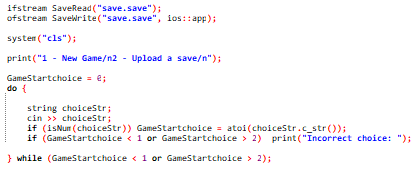 ifstream SaveRead("save.save");
ofstream SaveWrite("save.save", ios::app);
system("cls");
print("1 - New Game/n2 - Upload a save/n");
GameStartchoice = 0;
do {
string choiceStr;
cin >> choiceStr;
if (isNum(choiceStr)) GameStartchoice = atoi(choiceStr.c_str());
if (GameStartchoice < 1 or GameStartchoice > 2) print("Incorrect choice: ");
} while (GameStartchoice < 1 or GameStartchoice > 2);